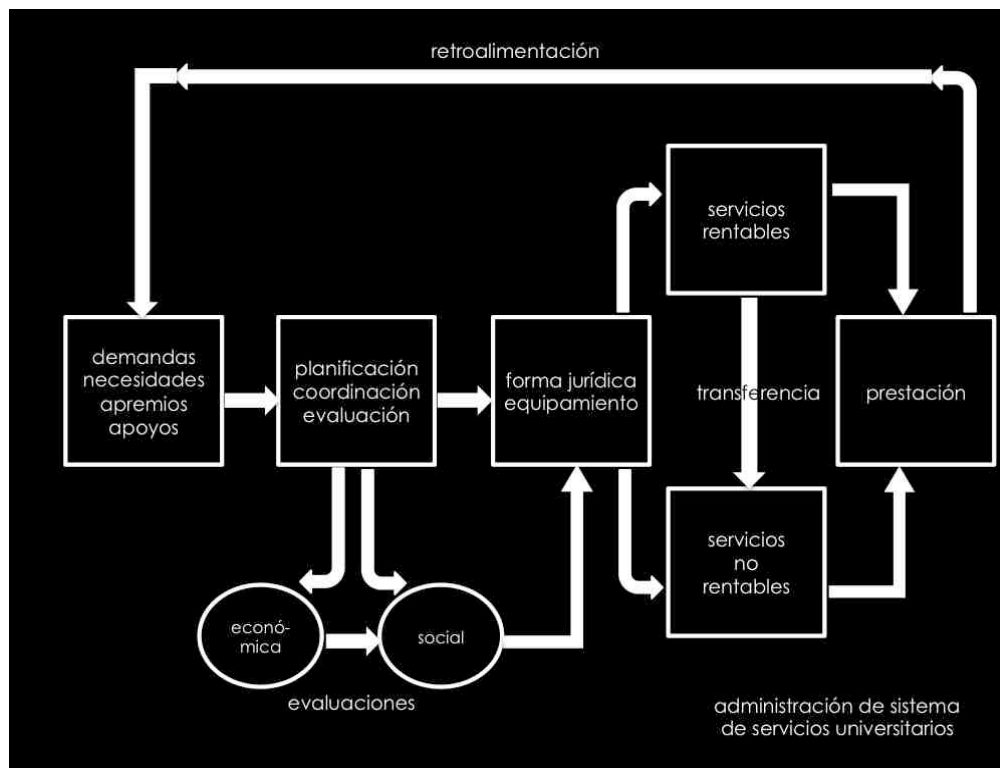 retroalimentación
servicios
rentables
demandas
necesidades
apremios
apoyos
planificación
coordinación
evaluación
forma jurídica
equipamiento
transferencia
prestación
servicios
no
rentables
econó-
mica
social
evaluaciones
administración de sistema
de servicios universitarios